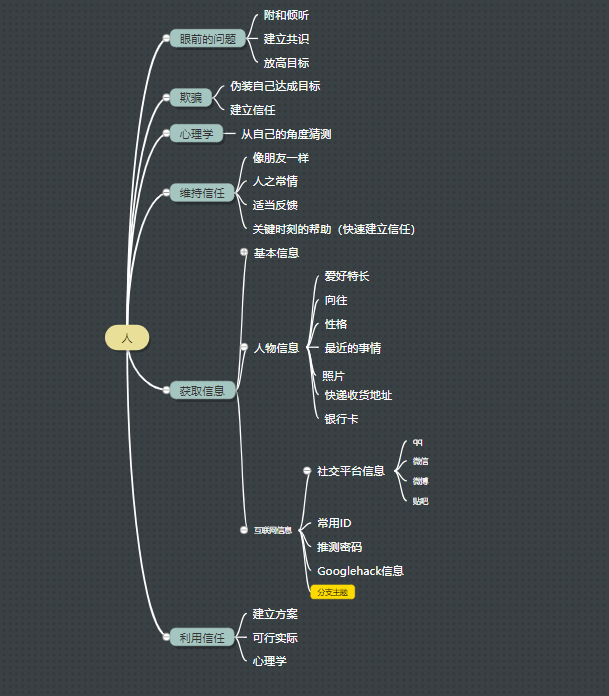 附和倾听
眼前的问题
建立共识
放高目标
伪装自己达成目标
欺骗
建立信任
心理学
从自己的角度猜测
像朋友一样
人之常情
维持信任
适当反馈
关键时刻的帮助（快速建立信任）
基本信息
爱好特长
向往
性格
人
人物信息
最近的事情
照片
获取信息
快递收货地址
银行卡
qq
微信
社交平台信息
微博
贴吧
互联网信息
常用ID
推测密码
Googlehack信息
分支主题
建立方案
利用信任
可行实际
心理学